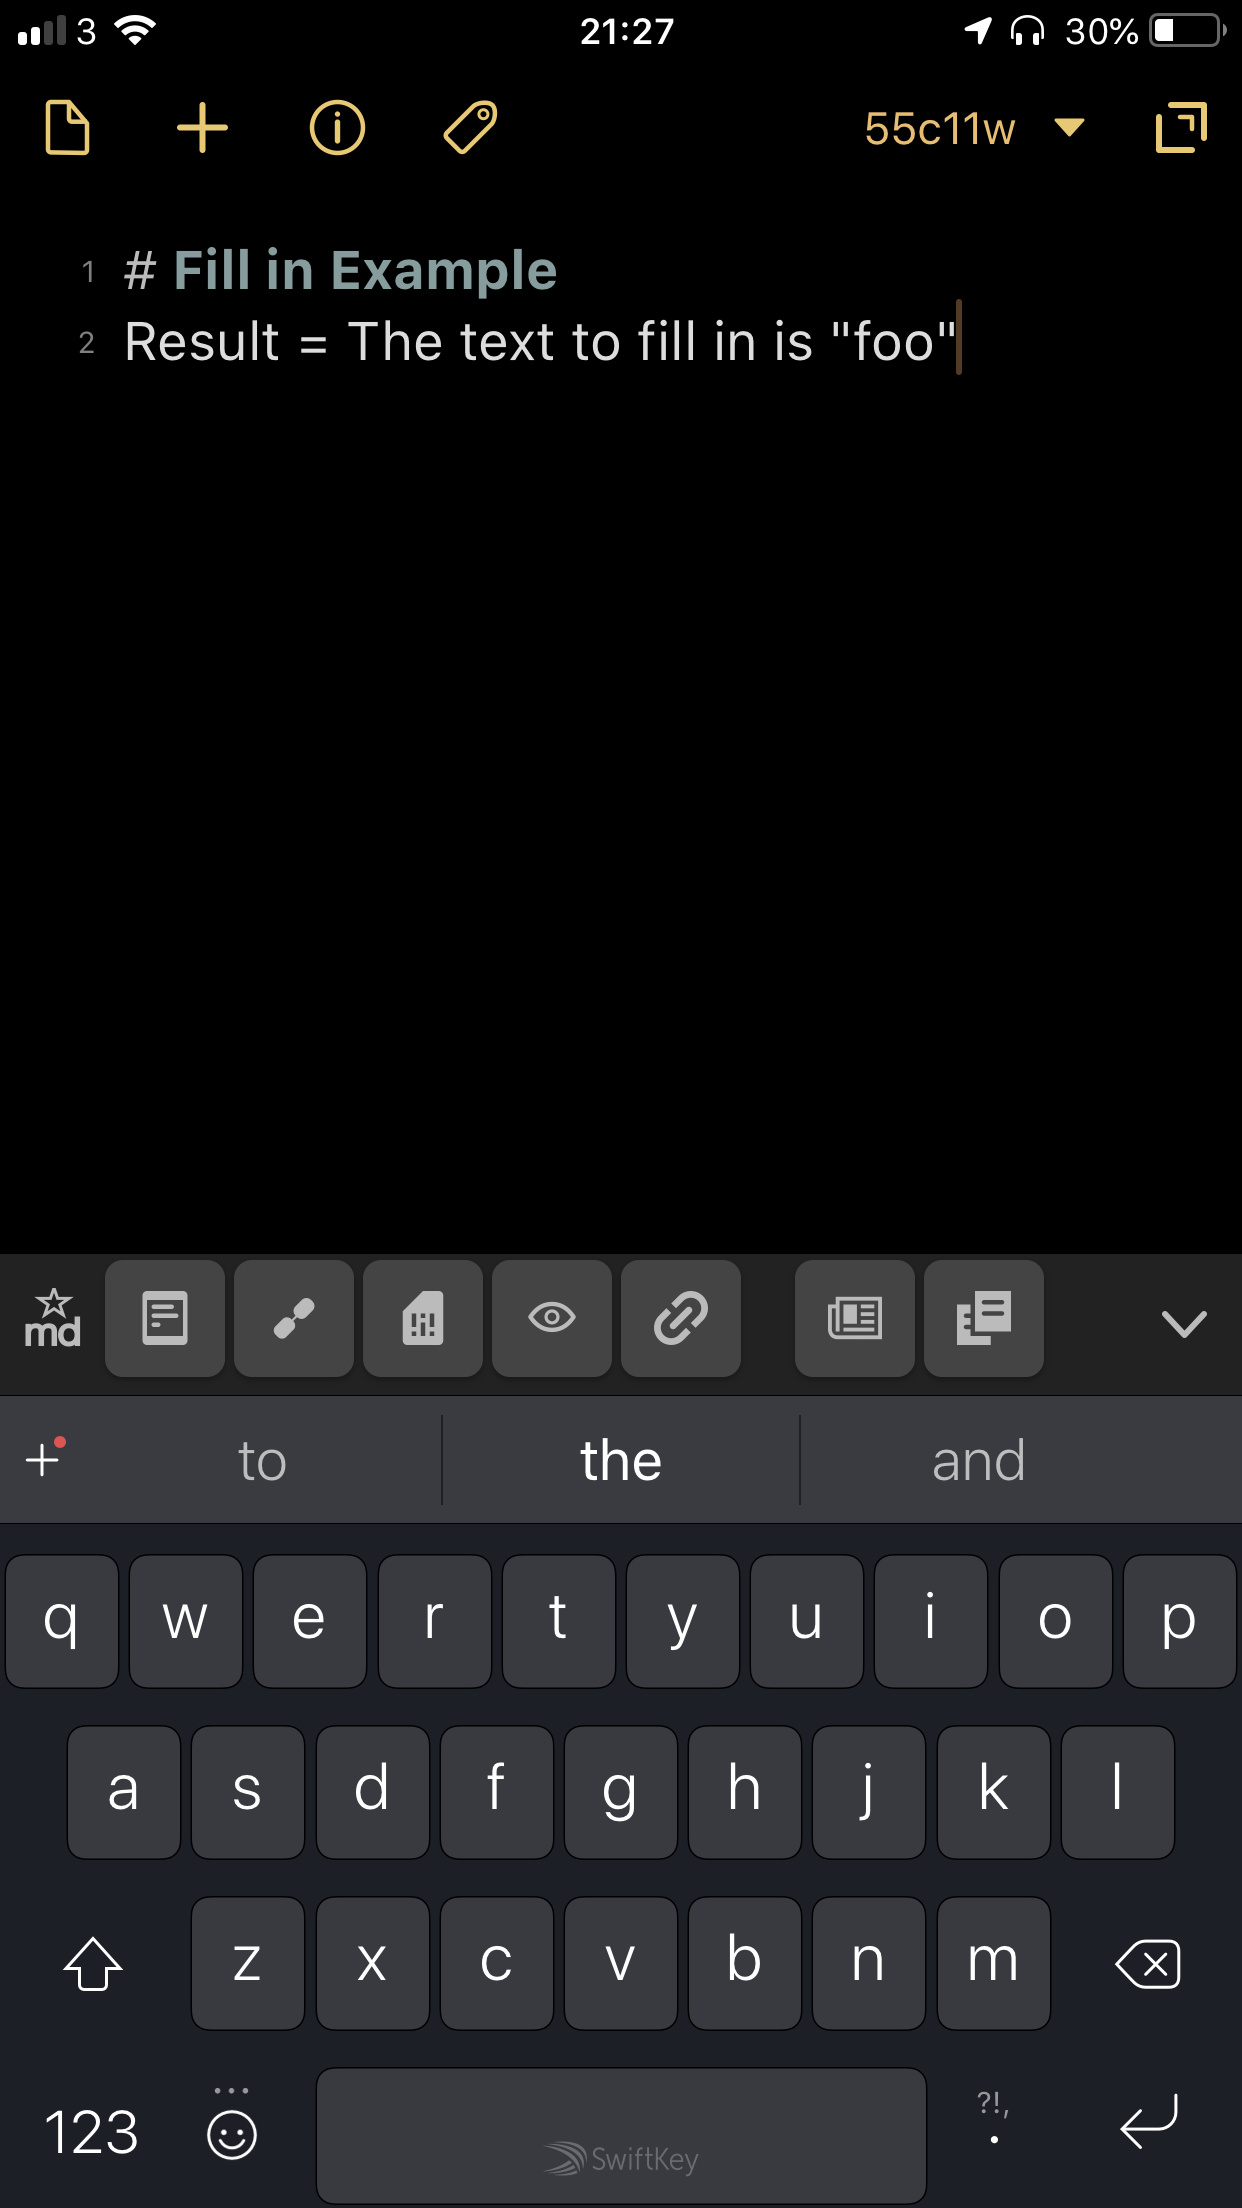 3 21:27 30%
55c11w
1 # Fill in Example
2 Result = The text to fill in is "foo"
md
to the and
q w e r t y u i o p
a s d f g h j k l
z x c v b n m
123 SwiftKey ?!, .